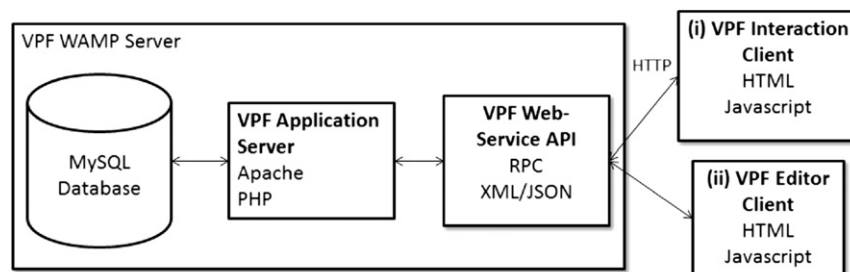 VPF WAMP Server
MySQL
Database
VPF Application
Server
Apache
PHP
VPF Web-
Service API
RPC
XML/JSON
HTTP
(i) VPF Interaction
Client
HTML
Javascript
(ii) VPF Editor
Client
HTML
Javascript